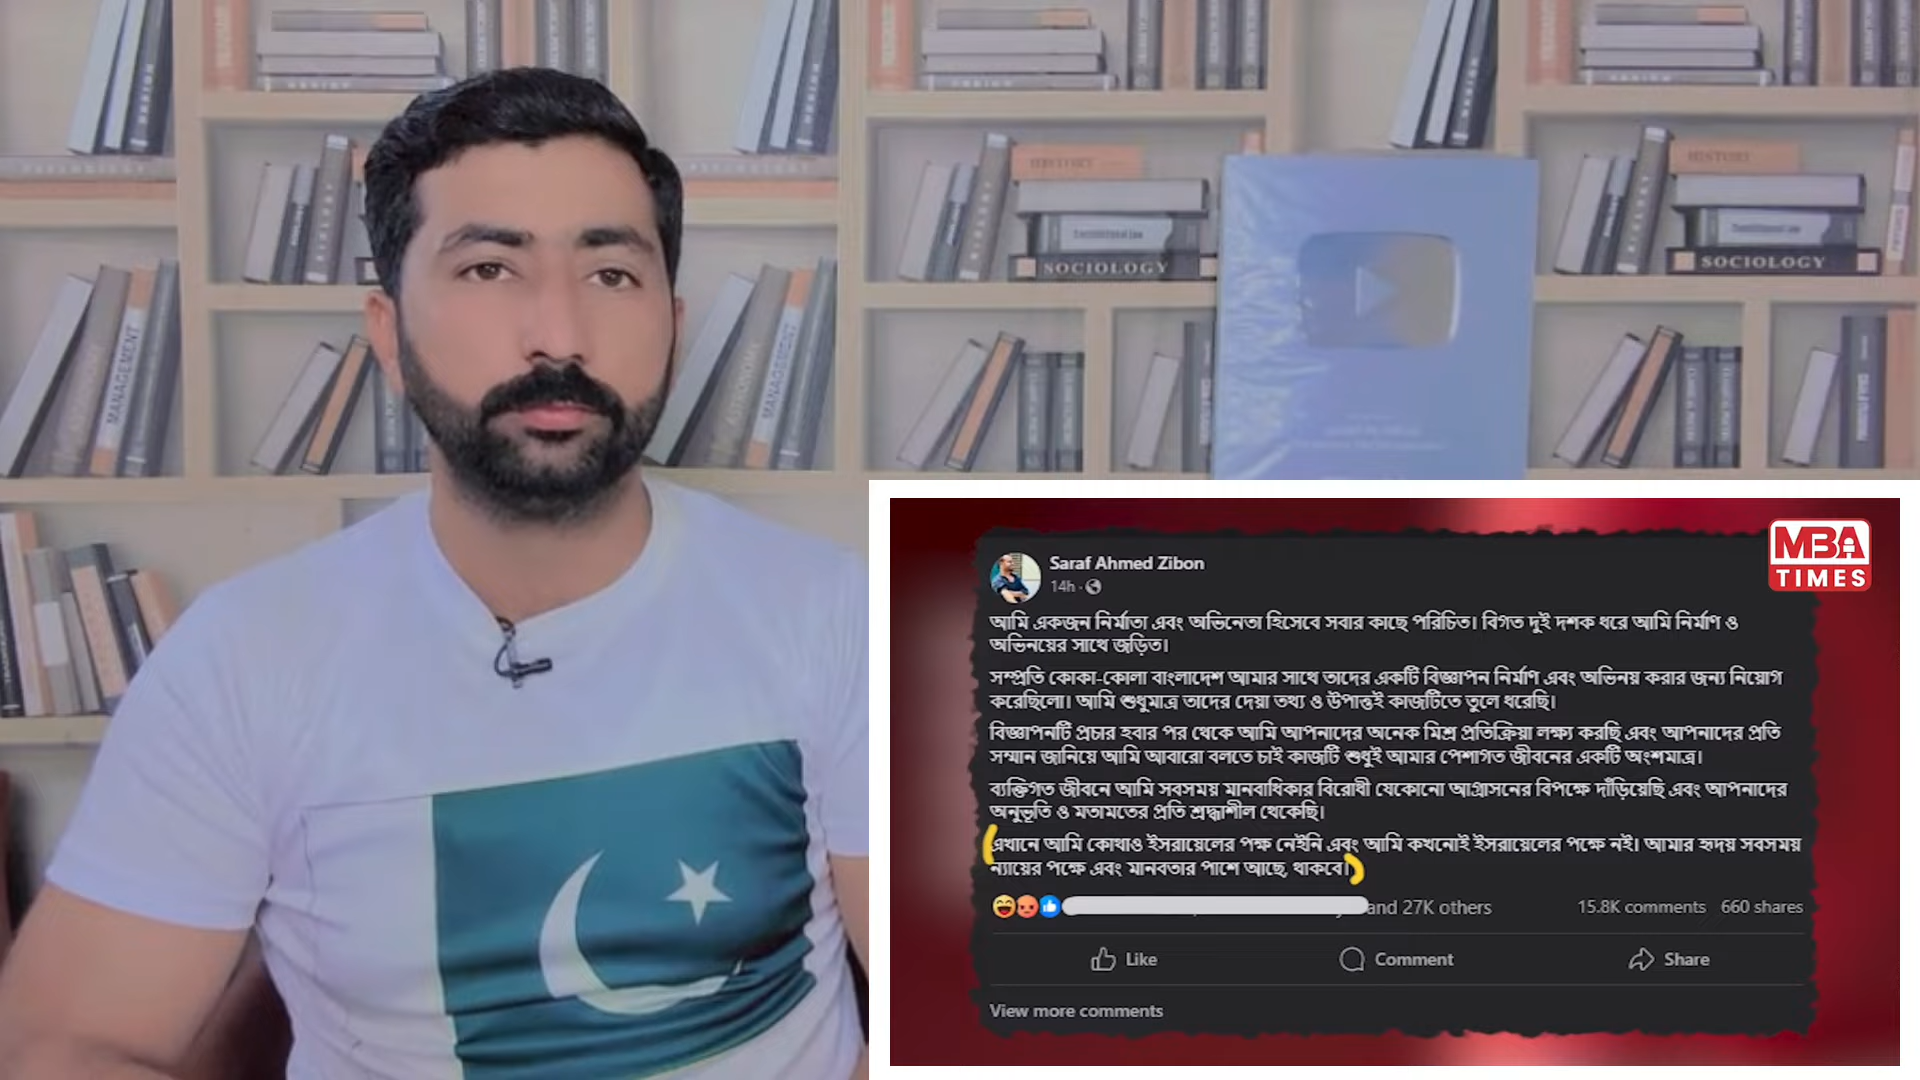 DESIGN
DESIGN
HISTORY
HISTORY
BIOLOGY
BIOLOGY
BIOLOGY
SOCIOLOGY
SOCIOLOGY
MANAGEMENT
MANAGEMENT
MBA
TIMES
Saraf Ahmed Zibon
14h ·
আমি একজন নির্মাতা এবং অভিনেতা হিসেবে সবার কাছে পরিচিত। বিগত দুই দশক ধরে আমি নির্মাণ ও
অভিনয়ের সাথে জড়িত।
সম্প্রতি কোকা-কোলা বাংলাদেশ আমার সাথে তাদের একটি বিজ্ঞাপন নির্মাণ এবং অভিনয় করার জন্য নিয়োগ
করেছিলো। আমি শুধুমাত্র তাদের দেয়া তথ্য ও উপাত্তই কাজটিতে তুলে ধরেছি।
বিজ্ঞাপনটি প্রচার হবার পর থেকে আমি আপনাদের অনেক মিশ্র প্রতিক্রিয়া লক্ষ্য করছি এবং আপনাদের প্রতি
সম্মান জানিয়ে আমি আবারো বলতে চাই কাজটি শুধুই আমার পেশাগত জীবনের একটি অংশমাত্র।
ব্যক্তিগত জীবনে আমি সবসময় মানবাধিকার বিরোধী যেকোনো আগ্রাসনের বিপক্ষে দাঁড়িয়েছি এবং আপনাদের
অনুভূতি ও মতামতের প্রতি শ্রদ্ধাশীল থেকেছি।
এখানে আমি কোথাও ইসরায়েলের পক্ষ নেইনি এবং আমি কখনোই ইসরায়েলের পক্ষে নই। আমার হৃদয় সবসময়
ন্যায়ের পক্ষে এবং মানবতার পাশে আছে, থাকবে।
and 27K others 15.8K comments 660 shares
Like Comment Share
View more comments